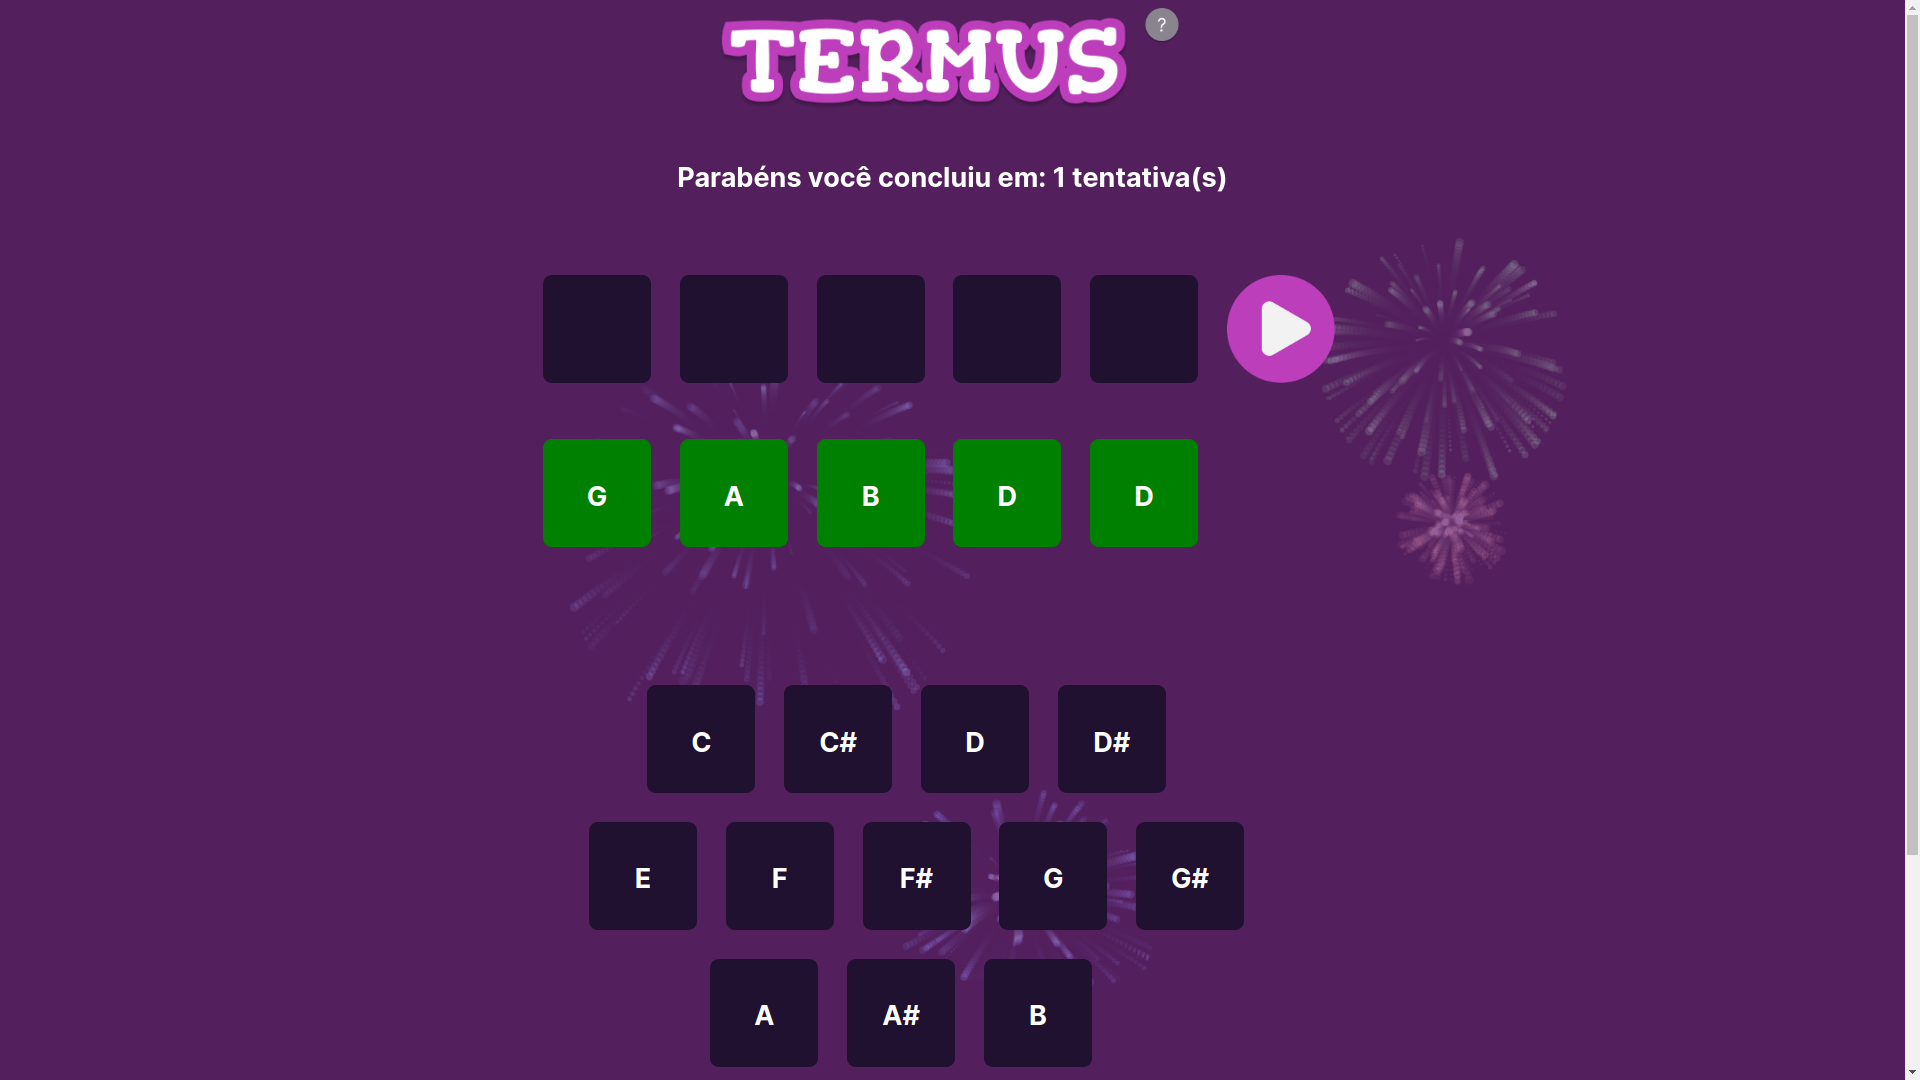 TERMUS ?
Parabéns você concluiu em: 1 tentativa(s)
G A B D D
C C# D D#
E F F# G G#
A A# B